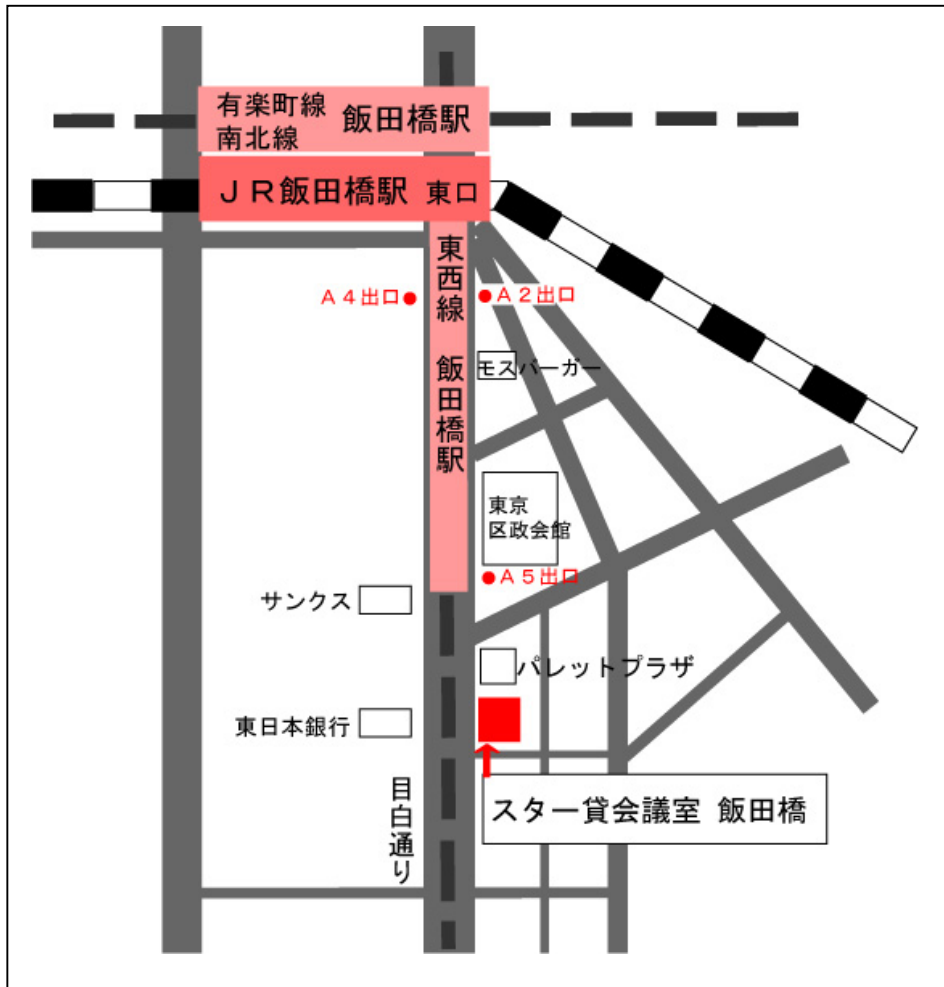 有楽町線
南北線
飯田橋駅
ＪＲ飯田橋駅 東口
東西線 飯田橋駅
Ａ４出口
Ａ２出口
モスバーガー
東京
区政会館
Ａ５出口
サンクス
パレットプラザ
東日本銀行
目白通り
スター貸会議室 飯田橋